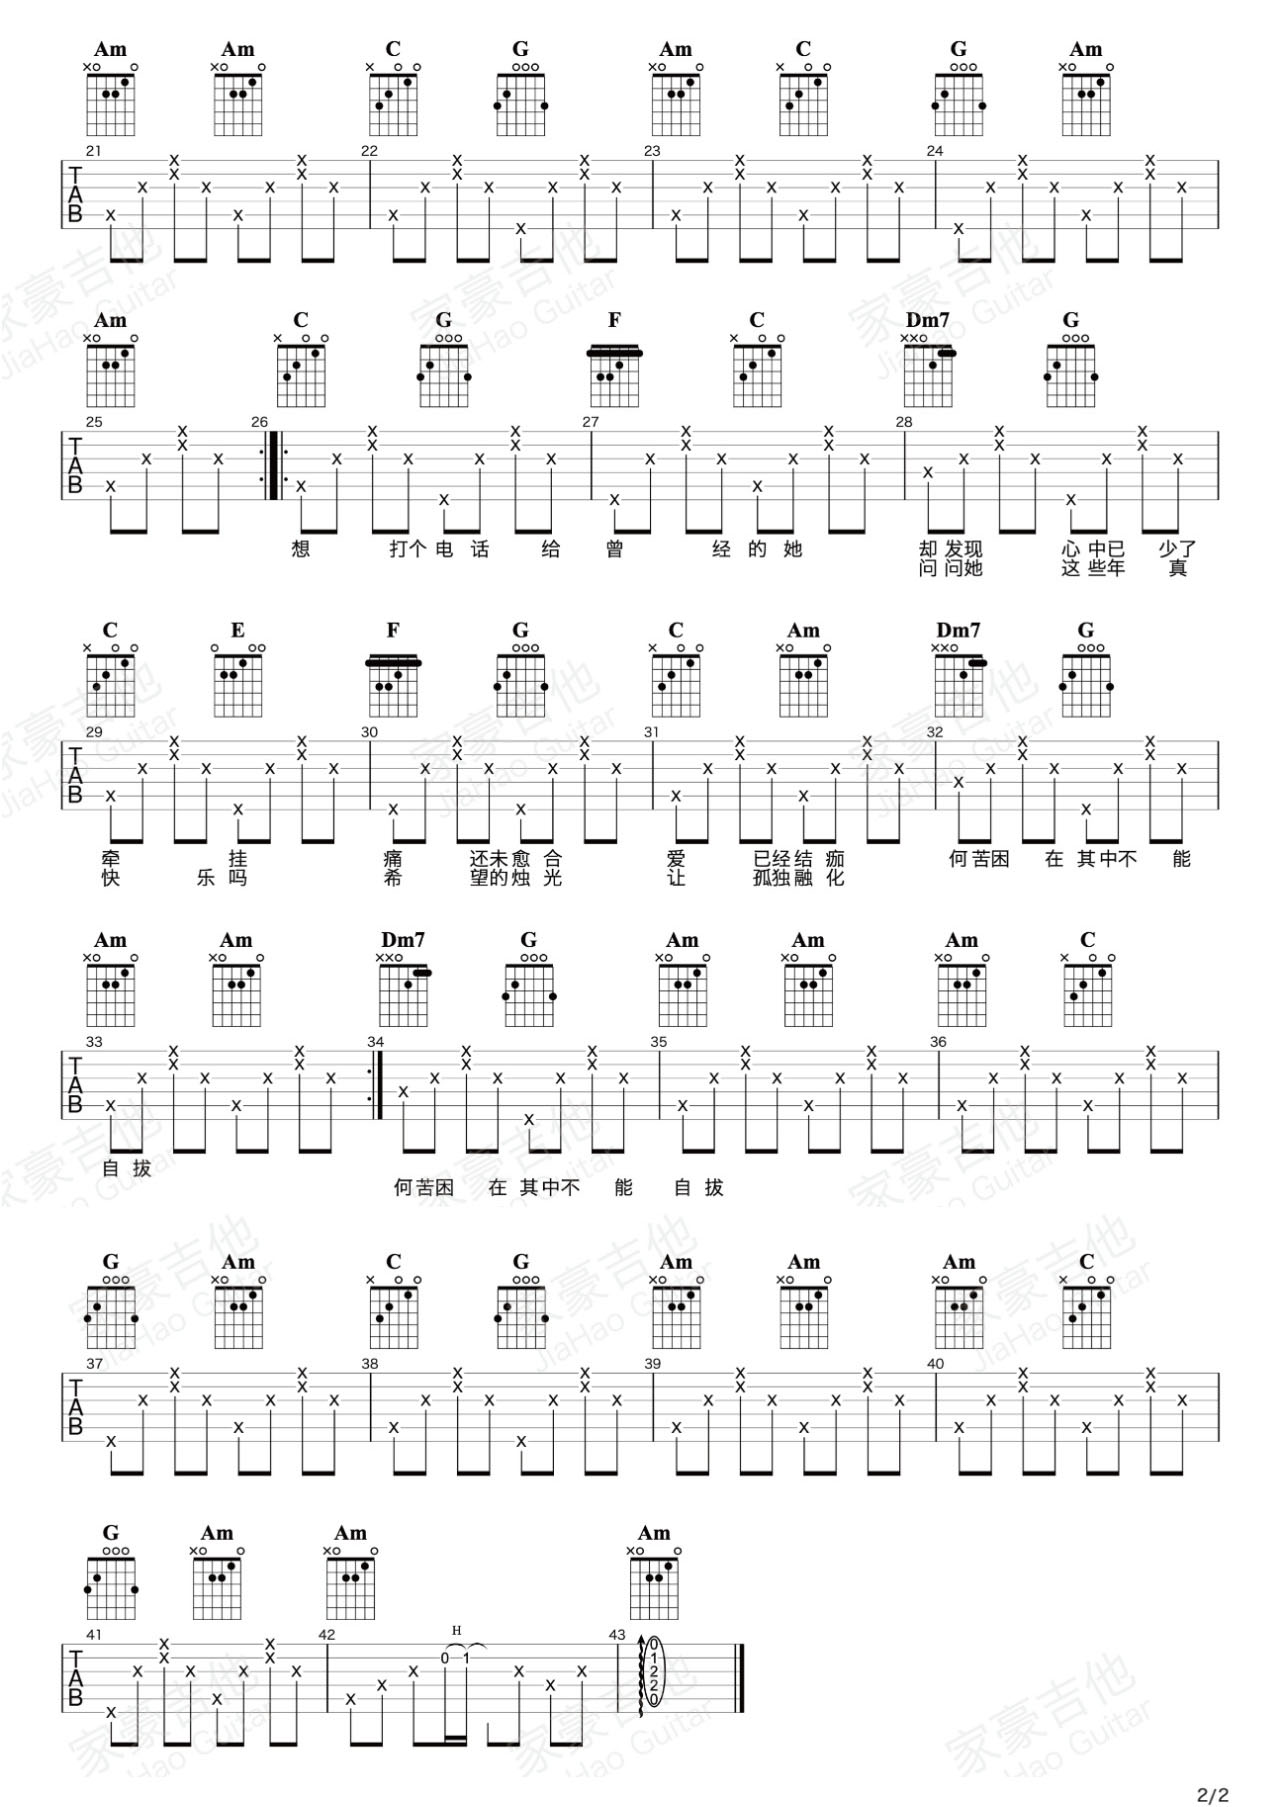 Am Am C G Am C G Am
21 22 23 24
Am C G F C Dm7 G
25 26 27 28
想 打个 电 话 给 曾 经 的 她 却 发现 心 中已 少了
问 问她 这 些年 真
C E F G C Am Dm7 G
29 30 31 32
牵 挂 痛 还未 愈 合 爱 已经 结 痂 何 苦困 在 其 中不 能
快 乐 吗 希 望的 烛 光 让 孤独 融 化
Am Am Dm7 G Am Am Am C
33 34 35 36
自 拔
何 苦困 在 其 中不 能 自 拔
G Am C G Am Am Am C
37 38 39 40
G Am Am Am
41 42 43
H
0 1
0
1
2
2
0
家豪吉他
JiaHao Guitar
2/2